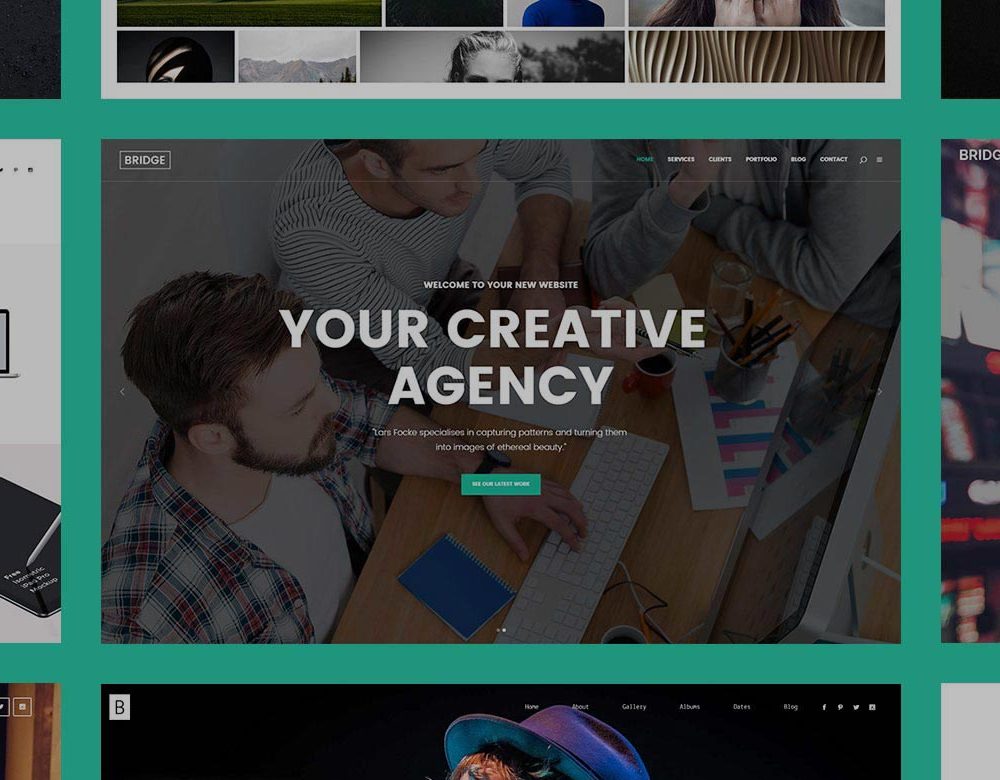 BRIDGE
HOME SERVICES CLIENTS PORTFOLIO BLOG CONTACT
BRIDG
WELCOME TO YOUR NEW WEBSITE
YOUR CREATIVE
AGENCY
"Lars Focke specialises in capturing patterns and turning them
into images of ethereal beauty."
SEE OUR LATEST WORK
Free
Isometric
iPad Pro
Mockup
B
Home About Gallery Albums Dates Blog